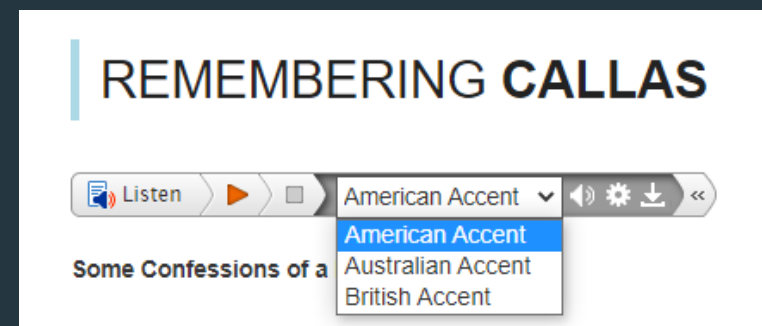 REMEMBERING CALLAS
Listen American Accent «
American Accent
Some Confessions of a Australian Accent
British Accent